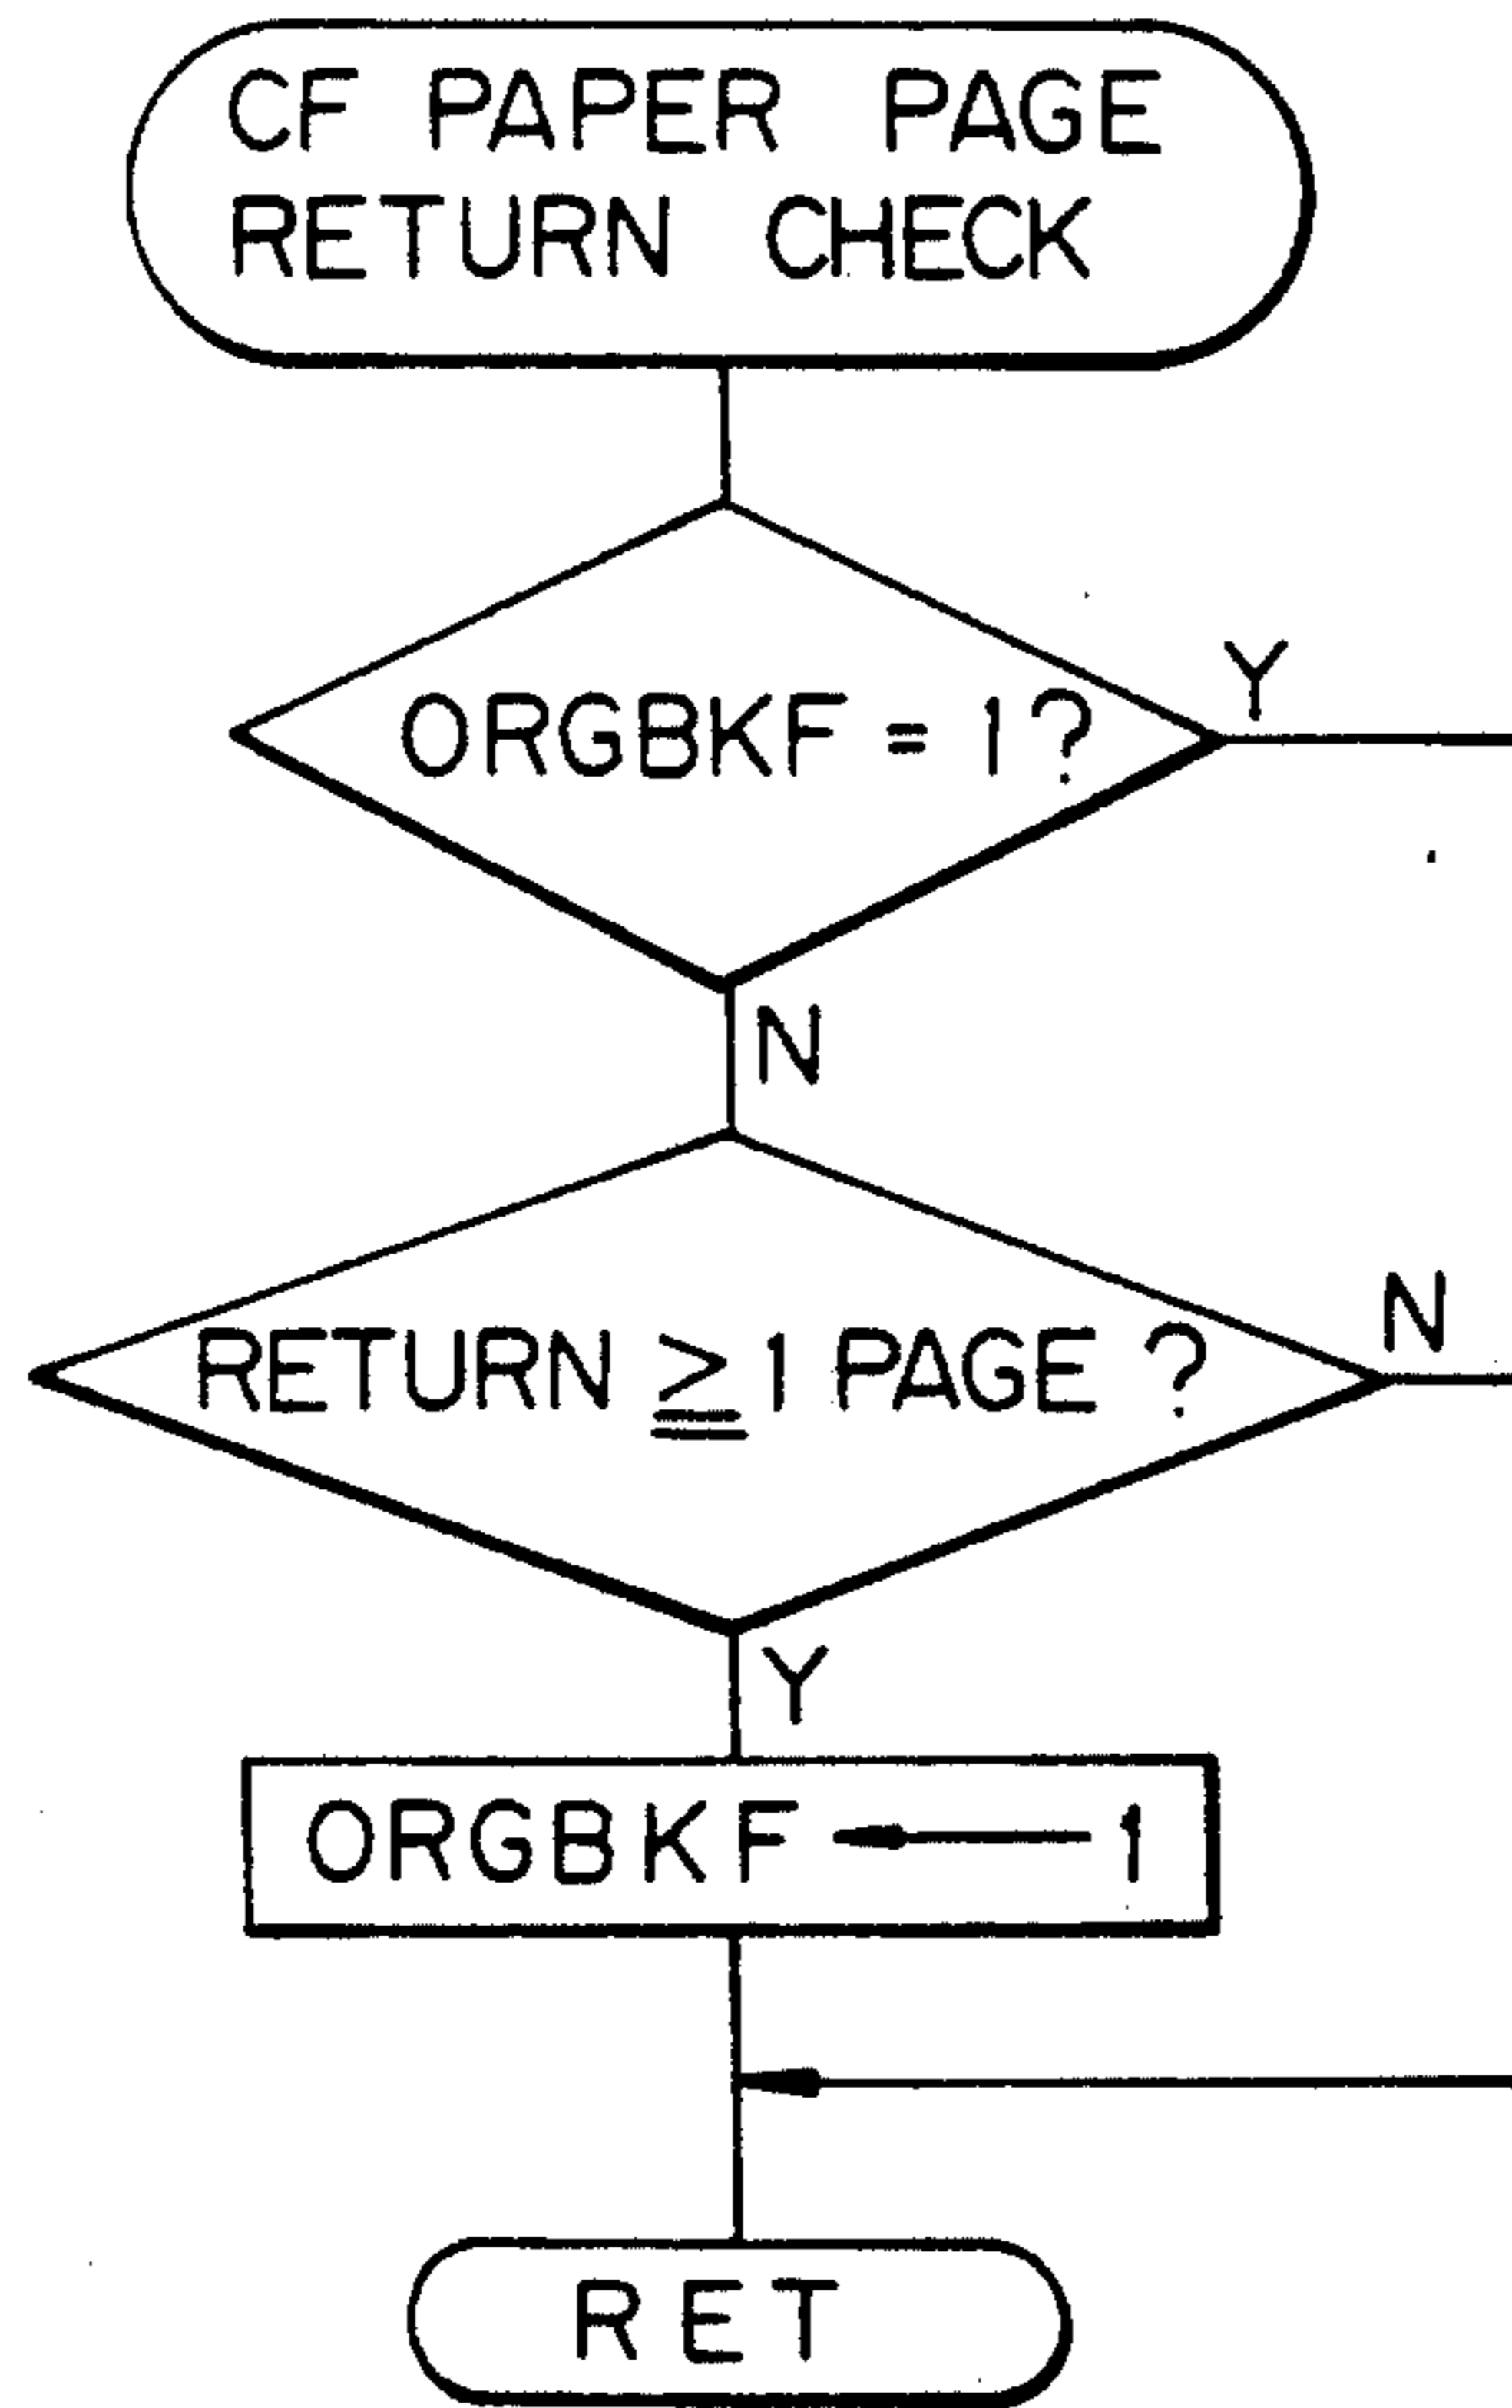 CF PAPER PAGE
RETURN CHECK
ORGBKF = 1?
Y
N
RETURN ≧ 1 PAGE ?
N
Y
ORGBKF ← 1
RET